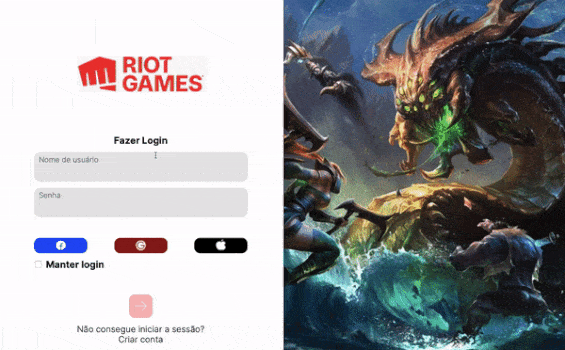 RIOT
GAMES
Fazer Login
Nome de usuário
Senha
Manter login
Não consegue iniciar a sessão?
Criar conta